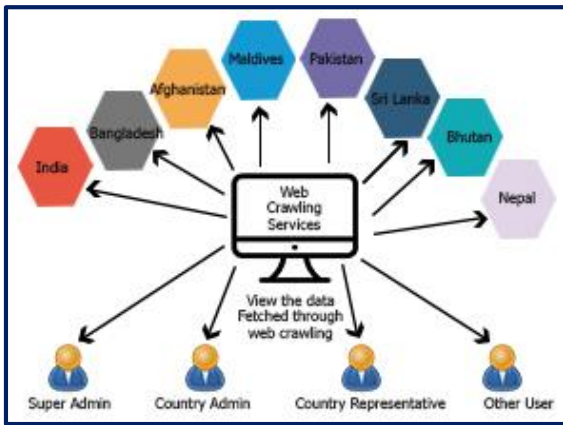 Maldives
Pakistan
Afghanistan
Sri Lanka
Bangladesh
Bhutan
India
Nepal
Web
Crawling
Services
View the data
Fetched through
web crawling
Super Admin
Country Admin
Country Representative
Other User